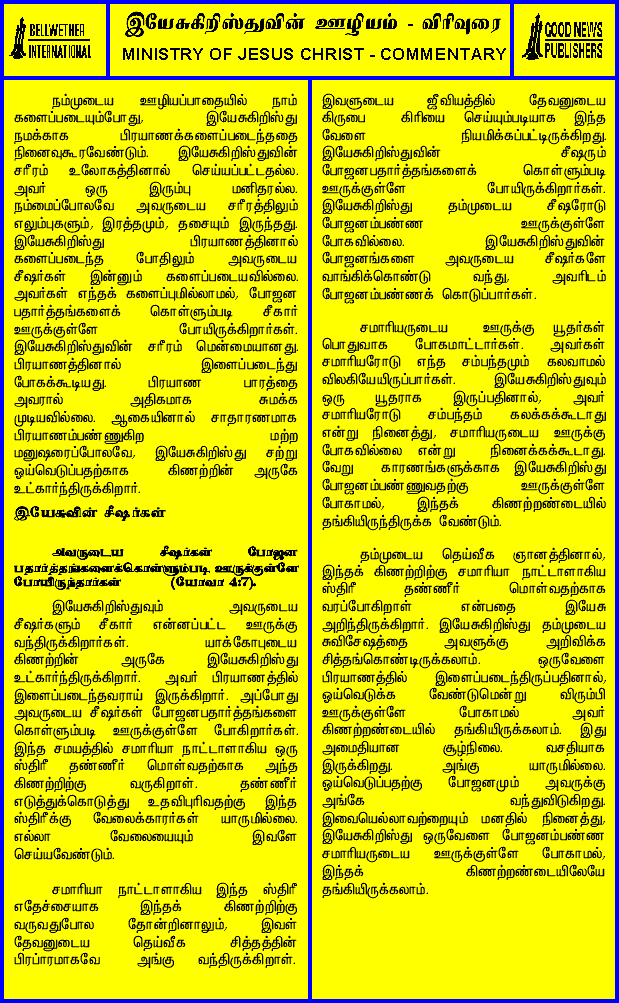 BELLWETHER
INTERNATIONAL
இயேசுகிறிஸ்துவின் ஊழியம் - விரிவுரை
MINISTRY OF JESUS CHRIST - COMMENTARY
GOOD NEWS
PUBLISHERS
நம்முடைய ஊழியப்பாதையில் நாம்
களைப்படையும்போது, இயேசுகிறிஸ்து
நமக்காக பிரயாணக்களைப்படைந்ததை
நினைவுகூரவேண்டும். இயேசுகிறிஸ்துவின்
சரீரம் உலோகத்தினால் செய்யப்பட்டதல்ல.
அவர் ஒரு இரும்பு மனிதரல்ல.
நம்மைப்போலவே அவருடைய சரீரத்திலும்
எலும்புகளும், இரத்தமும், தசையும் இருந்தது.
இயேசுகிறிஸ்து பிரயாணத்தினால்
களைப்படைந்த போதிலும் அவருடைய
சீஷர்கள் இன்னும் களைப்படையவில்லை.
அவர்கள் எந்தக் களைப்புமில்லாமல், போஜன
பதார்த்தங்களைக் கொள்ளும்படி சீகார்
ஊருக்குள்ளே போயிருக்கிறார்கள்.
இயேசுகிறிஸ்துவின் சரீரம் மென்மையானது.
பிரயாணத்தினால் இளைப்படைந்து
போகக்கூடியது. பிரயாண பாரத்தை
அவரால் அதிகமாக சுமக்க
முடியவில்லை. ஆகையினால் சாதாரணமாக
பிரயாணம்பண்ணுகிற மற்ற
மனுஷரைப்போலவே, இயேசுகிறிஸ்து சற்று
ஓய்வெடுப்பதற்காக கிணற்றின் அருகே
உட்கார்ந்திருக்கிறார்.
இயேசுவின் சீஷர்கள்
அவருடைய சீஷர்கள் போஜன
பதார்த்தங்களைக்கொள்ளும்படி ஊருக்குள்ளே
போயிருந்தார்கள் (யோவா 4:7).
இயேசுகிறிஸ்துவும் அவருடைய
சீஷர்களும் சீகார் என்னப்பட்ட ஊருக்கு
வந்திருக்கிறார்கள். யாக்கோபுடைய
கிணற்றின் அருகே இயேசுகிறிஸ்து
உட்கார்ந்திருக்கிறார். அவர் பிரயாணத்தில்
இளைப்படைந்தவராய் இருக்கிறார். அப்போது
அவருடைய சீஷர்கள் போஜனபதார்த்தங்களை
கொள்ளும்படி ஊருக்குள்ளே போகிறார்கள்.
இந்த சமயத்தில் சமாரியா நாட்டாளாகிய ஒரு
ஸ்திரீ தண்ணீர் மொள்வதற்காக அந்த
கிணற்றிற்கு வருகிறாள். தண்ணீர்
எடுத்துக்கொடுத்து உதவிபுரிவதற்கு இந்த
ஸ்திரீக்கு வேலைக்காரர்கள் யாருமில்லை.
எல்லா வேலையையும் இவளே
செய்யவேண்டும்.
சமாரியா நாட்டாளாகிய இந்த ஸ்திரீ
எதேச்சையாக இந்தக் கிணற்றிற்கு
வருவதுபோல தோன்றினாலும், இவள்
தேவனுடைய தெய்வீக சித்தத்தின்
பிரப்ரமாகவே அங்கு வந்திருக்கிறாள்.
இவளுடைய ஜீவியத்தில் தேவனுடைய
கிருபை கிரியை செய்யும்படியாக இந்த
வேளை நியமிக்கப்பட்டிருக்கிறது.
இயேசுகிறிஸ்துவின் சீஷரும்
போஜனபதார்த்தங்களைக் கொள்ளும்படி
ஊருக்குள்ளே போயிருக்கிறார்கள்.
இயேசுகிறிஸ்து தம்முடைய சீஷரோடு
போஜனம்பண்ண ஊருக்குள்ளே
போகவில்லை. இயேசுகிறிஸ்துவின்
போஜனங்களை அவருடைய சீஷர்களே
வாங்கிக்கொண்டு வந்து, அவரிடம்
போஜனம்பண்ணக் கொடுப்பார்கள்.
சமாரியருடைய ஊருக்கு யூதர்கள்
பொதுவாக போகமாட்டார்கள். அவர்கள்
சமாரியரோடு எந்த சம்பந்தமும் கலவாமல்
விலகியேயிருப்பார்கள். இயேசுகிறிஸ்துவும்
ஒரு யூதராக இருப்பதினால், அவர்
சமாரியரோடு சம்பந்தம் கலக்கக்கூடாது
என்று நினைத்து, சமாரியருடைய ஊருக்கு
போகவில்லை என்று நினைக்கக்கூடாது.
வேறு காரணங்களுக்காக இயேசுகிறிஸ்து
போஜனம்பண்ணுவதற்கு ஊருக்குள்ளே
போகாமல், இந்தக் கிணற்றண்டையில்
தங்கியிருந்திருக்க வேண்டும்.
தம்முடைய தெய்வீக ஞானத்தினால்,
இந்தக் கிணற்றிற்கு சமாரியா நாட்டாளாகிய
ஸ்திரீ தண்ணீர் மொள்வதற்காக
வரப்போகிறாள் என்பதை இயேசு
அறிந்திருக்கிறார். இயேசுகிறிஸ்து தம்முடைய
சுவிசேஷத்தை அவளுக்கு அறிவிக்க
சித்தங்கொண்டிருக்கலாம். ஒருவேளை
பிரயாணத்தில் இளைப்படைந்திருப்பதினால்,
ஓய்வெடுக்க வேண்டுமென்று விரும்பி
ஊருக்குள்ளே போகாமல் அவர்
கிணற்றண்டையில் தங்கியிருக்கலாம். இது
அமைதியான சூழ்நிலை. வசதியாக
இருக்கிறது. அங்கு யாருமில்லை.
ஓய்வெடுப்பதற்கு போஜனமும் அவருக்கு
அங்கே வந்துவிடுகிறது.
இவையெல்லாவற்றையும் மனதில் நினைத்து,
இயேசுகிறிஸ்து ஒருவேளை போஜனம்பண்ண
சமாரியருடைய ஊருக்குள்ளே போகாமல்,
இந்தக் கிணற்றண்டையிலேயே
தங்கியிருக்கலாம்.